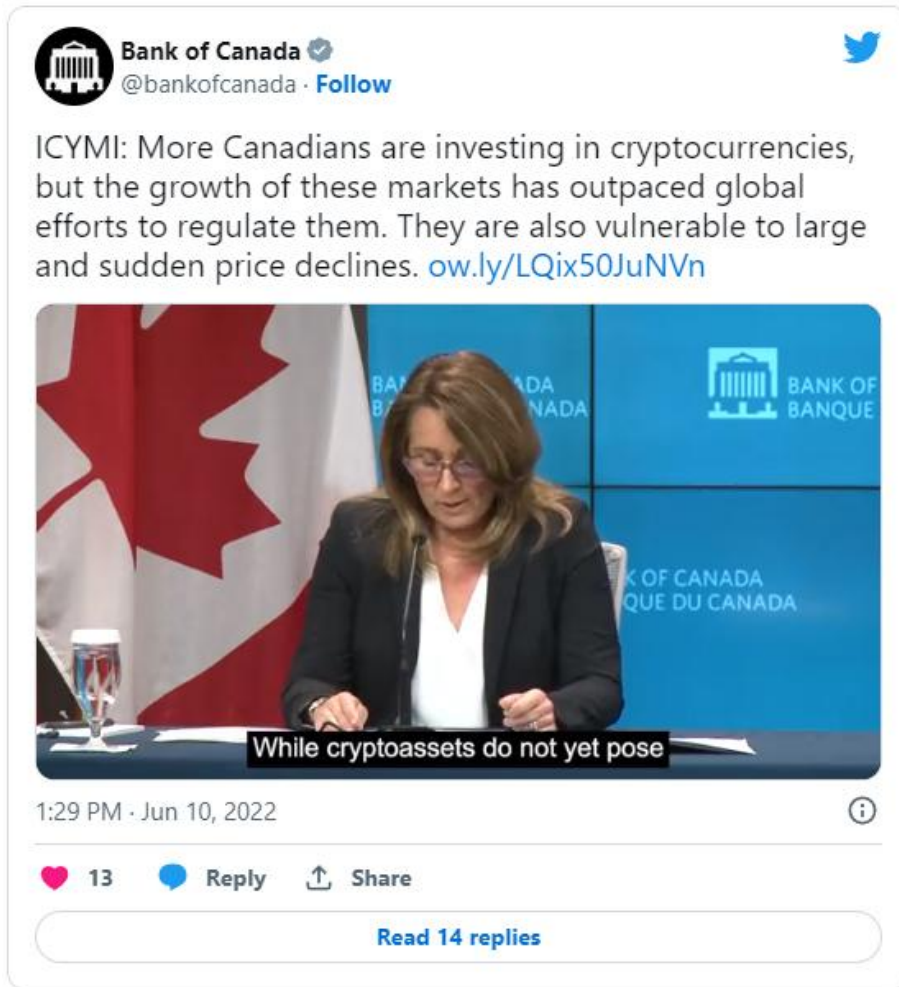 Bank of Canada
@bankofcanada · Follow
ICYMI: More Canadians are investing in cryptocurrencies,
but the growth of these markets has outpaced global
efforts to regulate them. They are also vulnerable to large
and sudden price declines. ow.ly/LQix50JuNVn
BA ADA
B NADA
BANK OF
BANQUE
K OF CANADA
QUE DU CANADA
While cryptoassets do not yet pose
1:29 PM · Jun 10, 2022
13 Reply Share
Read 14 replies